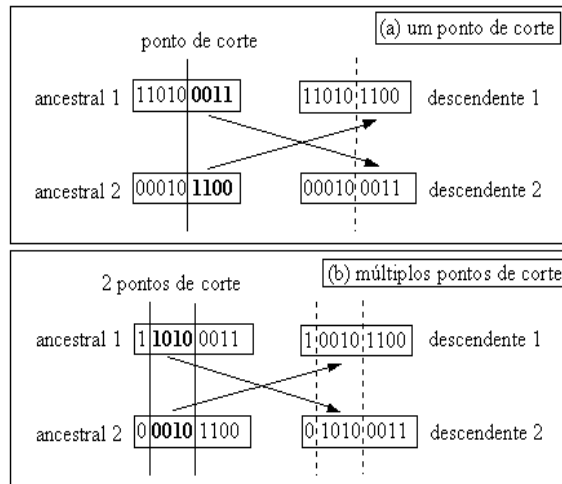 (a) um ponto de corte
ponto de corte
ancestral 1 11010 0011 11010 1100 descendente 1
ancestral 2 00010 1100 00010 0011 descendente 2
(b) múltiplos pontos de corte
2 pontos de corte
ancestral 1 1 1010 0011 1 0010 1100 descendente 1
ancestral 2 0 0010 1100 0 1010 0011 descendente 2